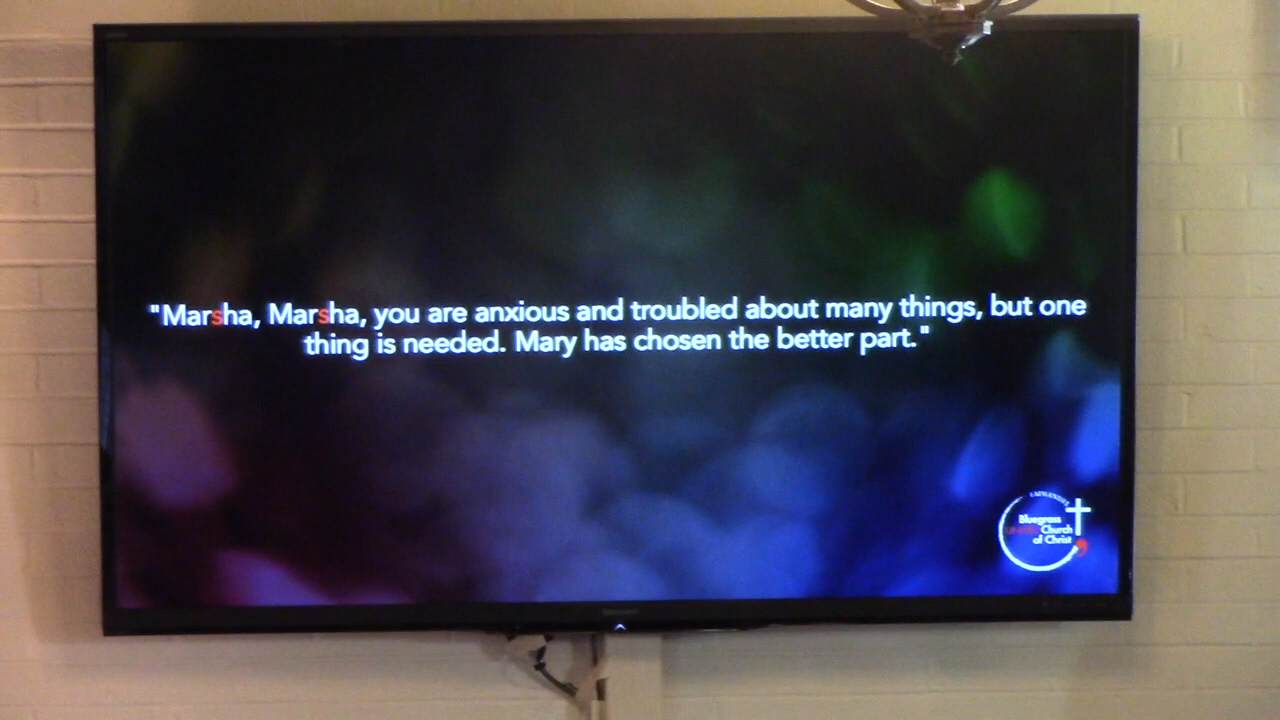 "Marsha, Marsha, you are anxious and troubled about many things, but one
thing is needed. Mary has chosen the better part."
Bluegrass
Church
of Christ